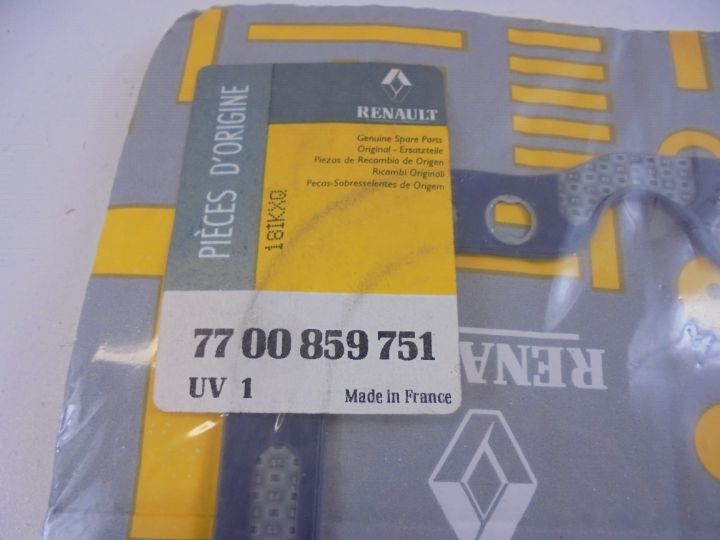 PIÈCES D'ORIGINE
RENAULT
Genuine Spare Parts
Original - Ersatzteile
Piezas de Recambio de Origen
Ricambi Originali
Peças-Sobresselentes de Origem
181KXQ
77 00 859 751
UV 1
Made in France
RENA